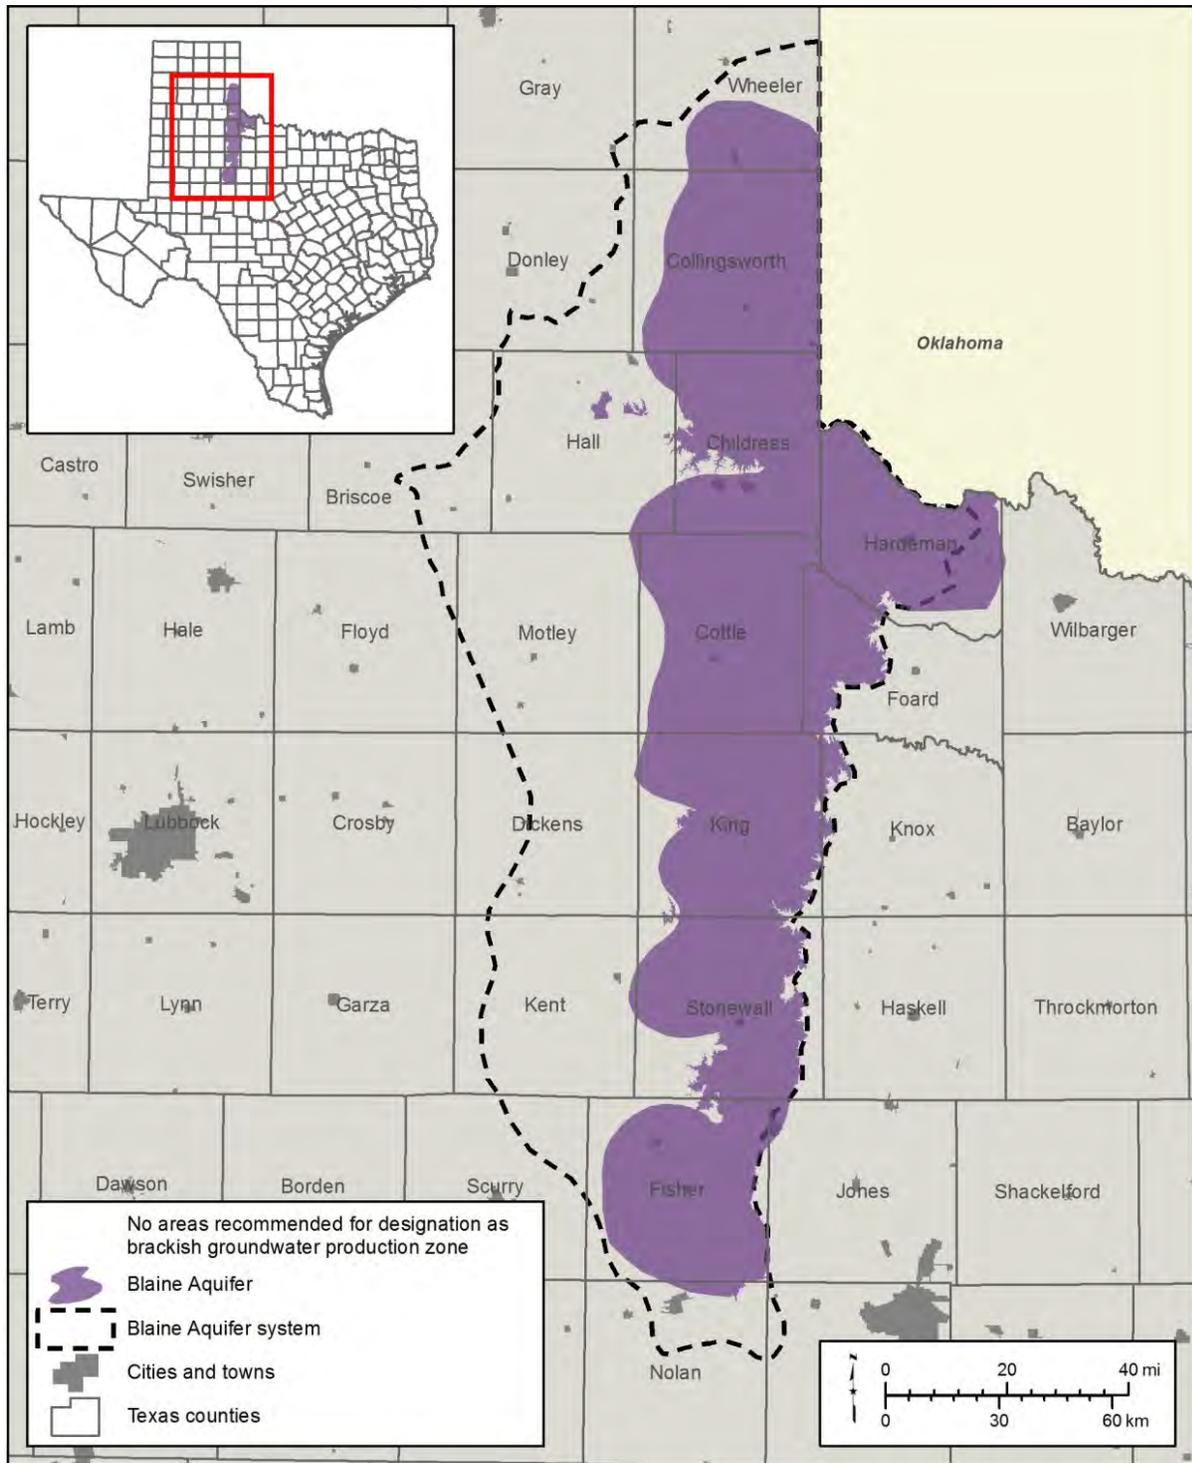 Gray
Wheeler
Donley
Collingsworth
Oklahoma
Hall
Childress
Castro
Swisher
Briscoe
Hardeman
Lamb
Hale
Floyd
Motley
Cottle
Wilbarger
Foard
Hockley
Lubbock
Crosby
Dickens
King
Knox
Baylor
Terry
Lynn
Garza
Kent
Stonewall
Haskell
Throckmorton
Dawson
Borden
Scurry
Fisher
Jones
Shackelford
Nolan
No areas recommended for designation as
brackish groundwater production zone
Blaine Aquifer
Blaine Aquifer system
Cities and towns
Texas counties
N
0 20 40 mi
0 30 60 km